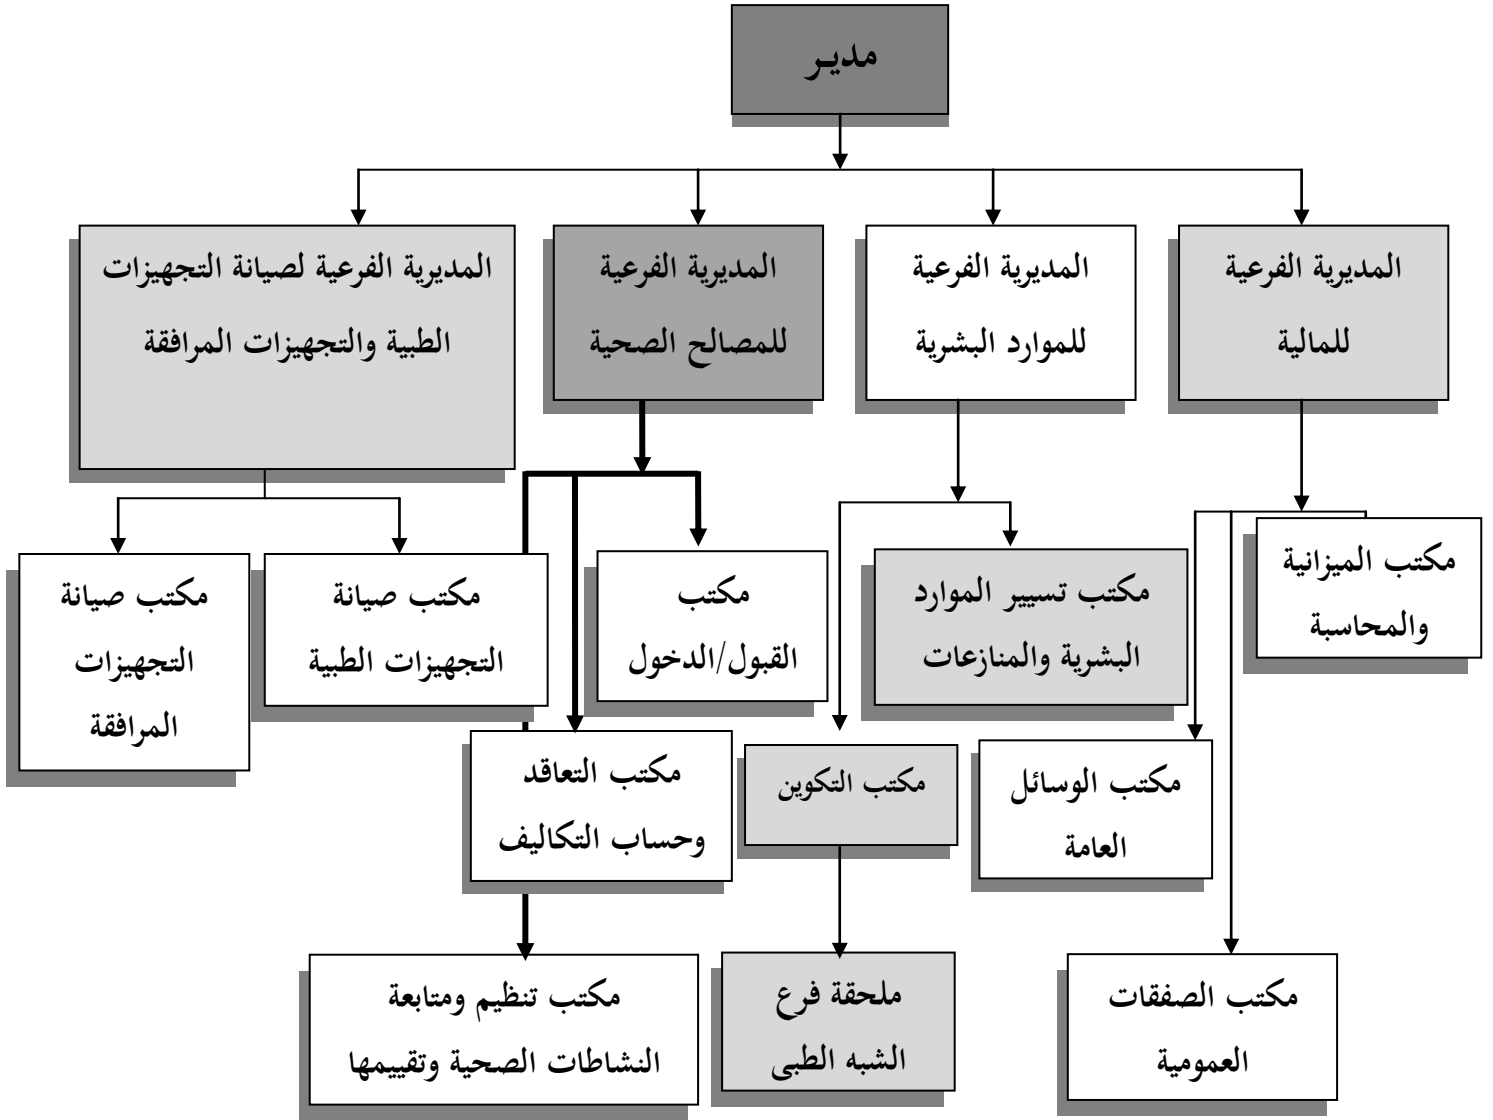 مدير
المديرية الفرعية
للمالية
المديرية الفرعية
للموارد البشرية
المديرية الفرعية
للمصالح الصحية
المديرية الفرعية لصيانة التجهيزات
الطبية والتجهيزات المرافقة
مكتب الميزانية
والمحاسبة
مكتب تسيير الموارد
البشرية والمنازعات
مكتب
القبول/الدخول
مكتب صيانة
التجهيزات الطبية
مكتب صيانة
التجهيزات
المرافقة
مكتب الوسائل
العامة
مكتب التكوين
مكتب التعاقد
وحساب التكاليف
مكتب الصفقات
العمومية
ملحقة فرع
الشبه الطبي
مكتب تنظيم ومتابعة
النشاطات الصحية وتقييمها